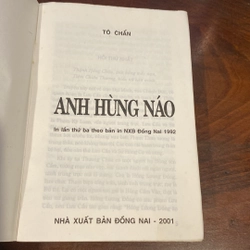 TÔ CHẨN
ANH HÙNG NÁO
In lần thứ ba theo bản in NXB Đồng Nai 1992
NHÀ XUẤT BẢN ĐỒNG NAI - 2001